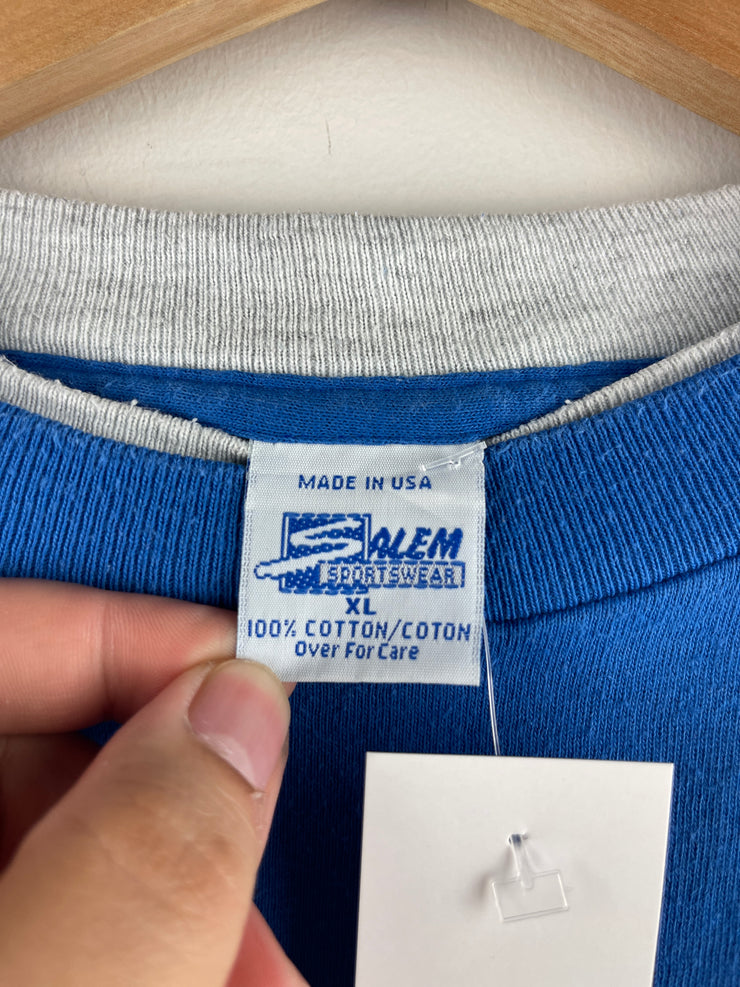 MADE IN USA
SALEM
SPORTSWEAR
XL
100% COTTON/COTON
Over For Care